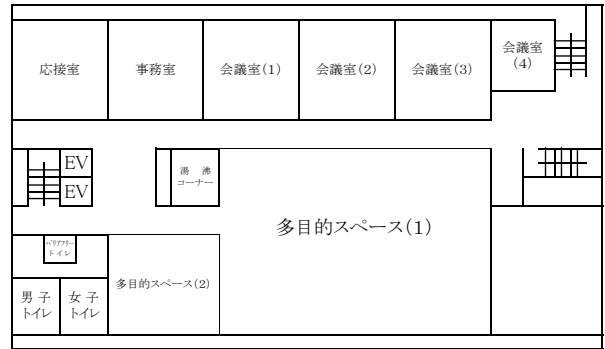 応接室
事務室
会議室(1)
会議室(2)
会議室(3)
会議室
(4)
EV
EV
湯 沸
コーナー
多目的スペース(1)
バリアフリー
トイレ
多目的スペース(2)
男 子
トイレ
女 子
トイレ